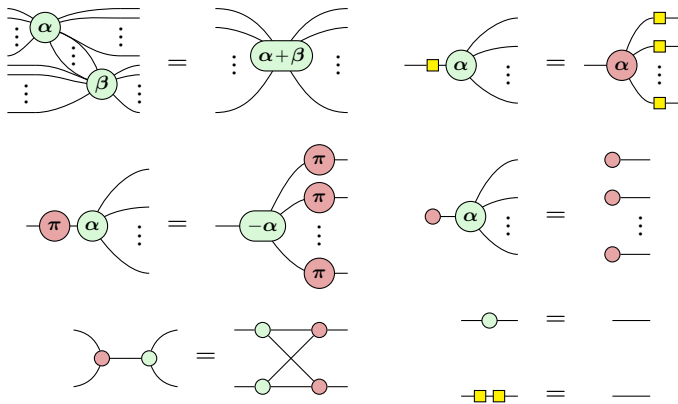 α
β
=
α+β
α
=
α
π
α
=
−α
π
π
π
α
=
=
=
=